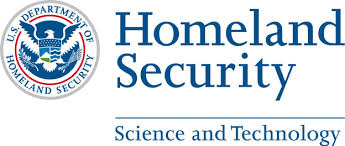 U.S. DEPARTMENT OF
HOMELAND SECURITY
Homeland
Security
Science and Technology